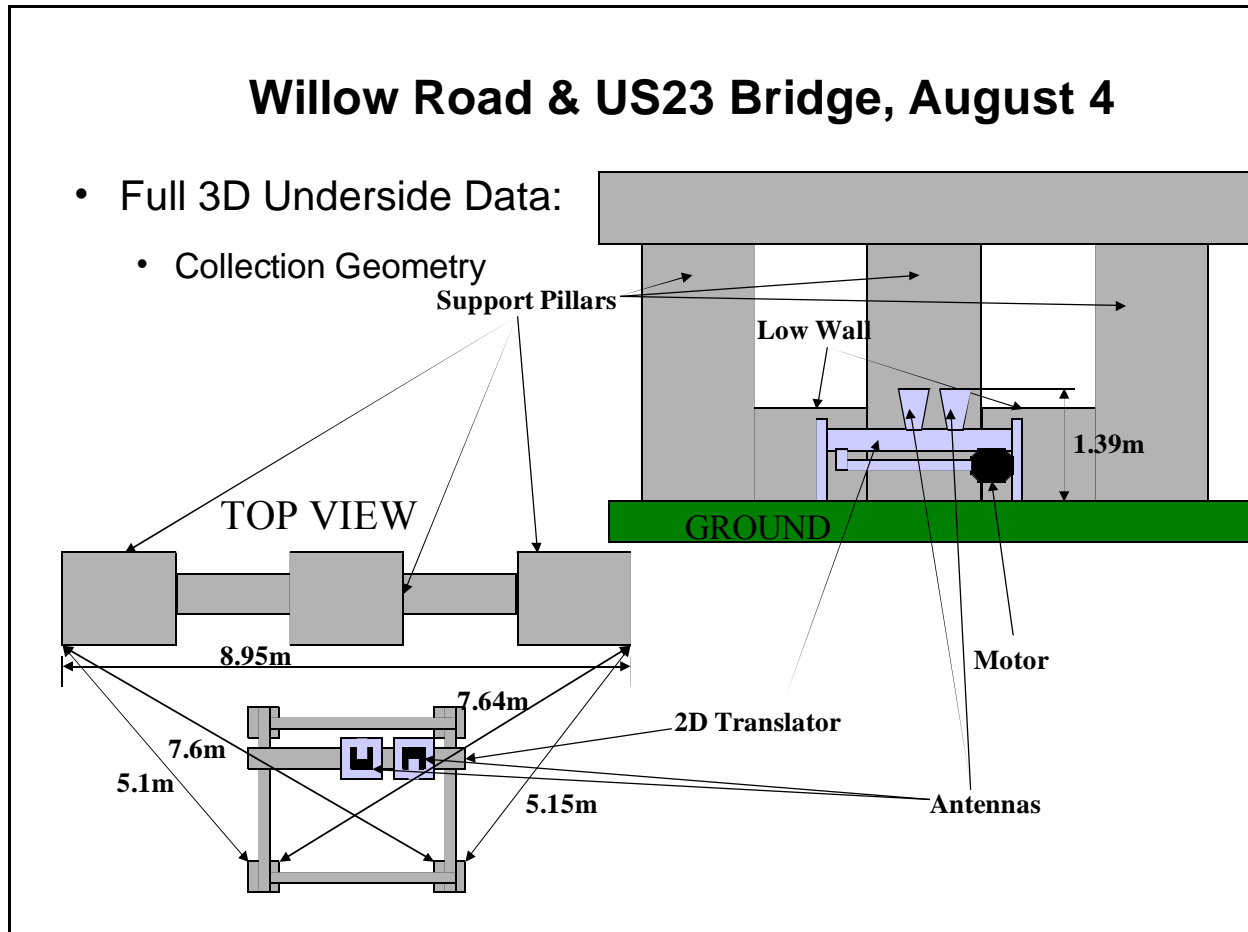 Willow Road & US23 Bridge, August 4
• Full 3D Underside Data:
• Collection Geometry
Support Pillars
Low Wall
1.39m
TOP VIEW
GROUND
8.95m
Motor
7.64m
2D Translator
7.6m
5.1m
5.15m
Antennas